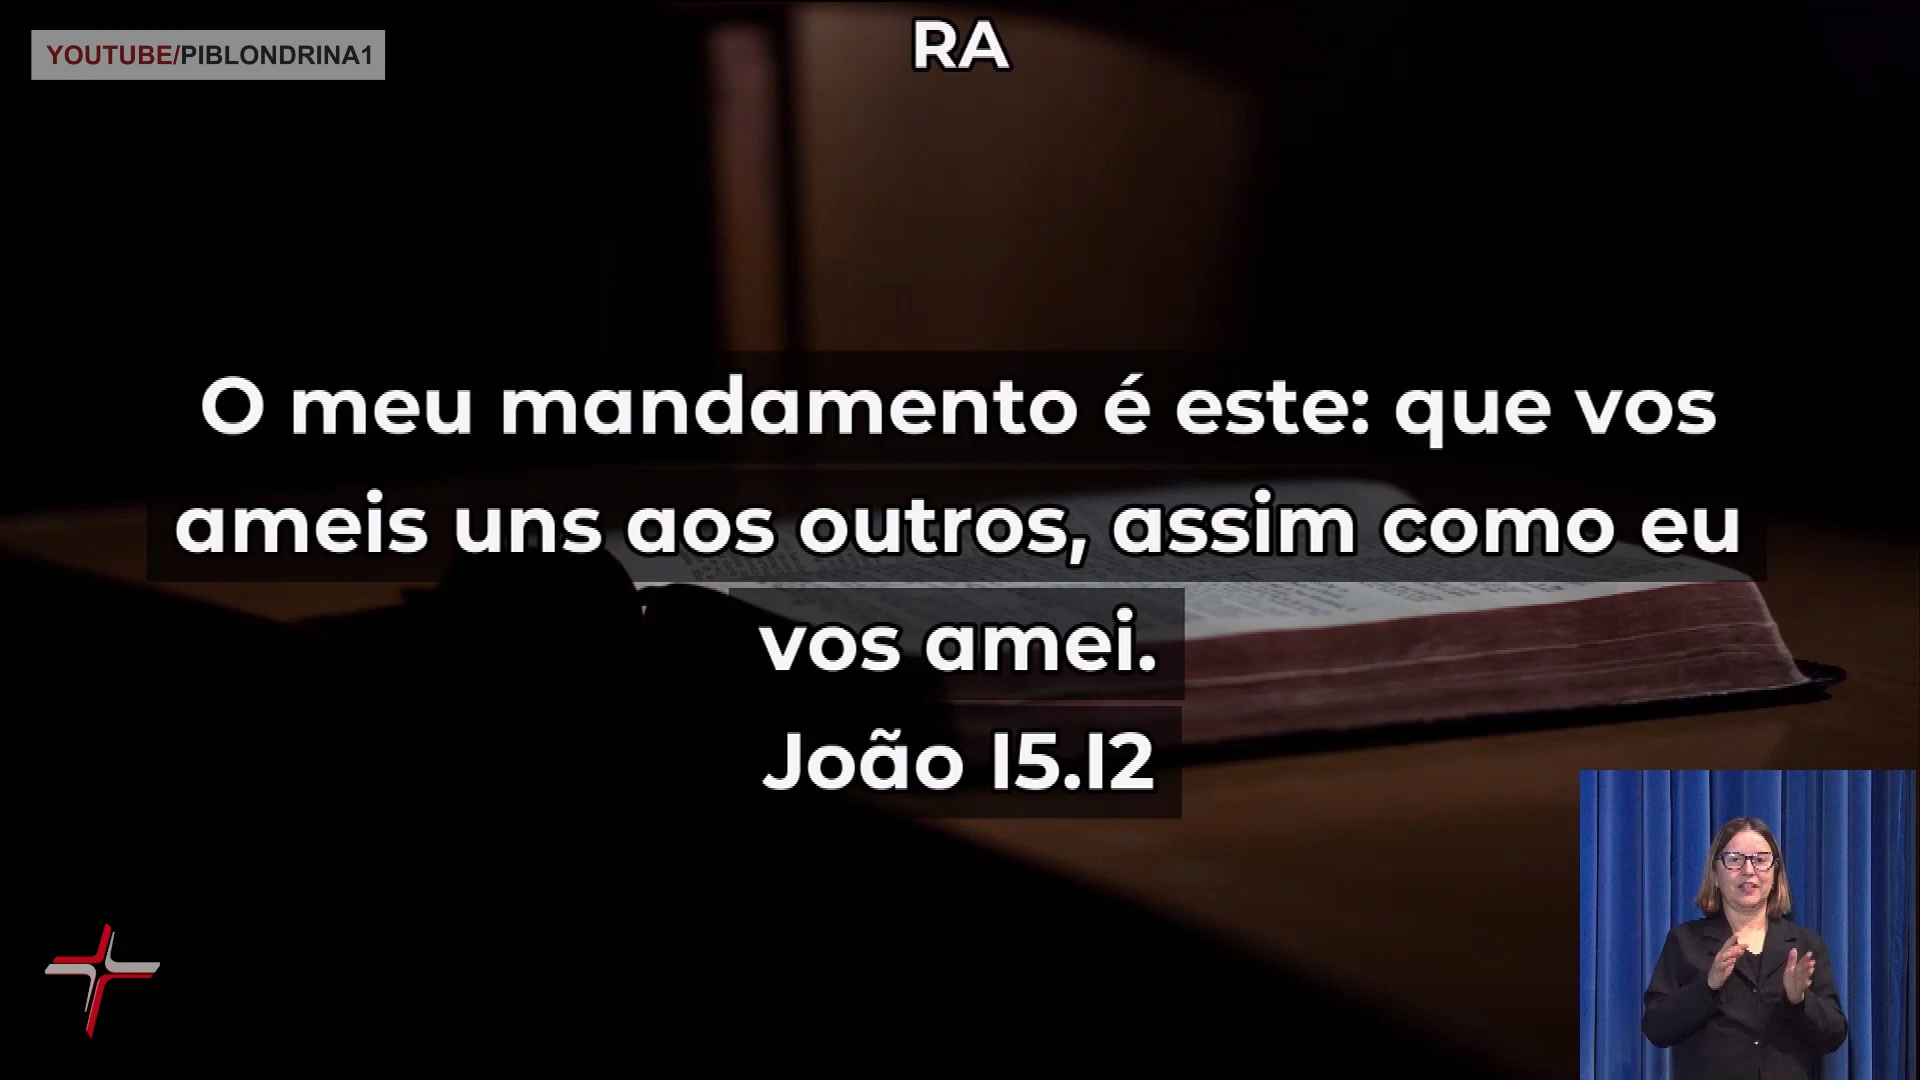 YOUTUBE/PIBLONDRINA1
RA
O meu mandamento é este: que vos
ameis uns aos outros, assim como eu
vos amei.
João 15.12